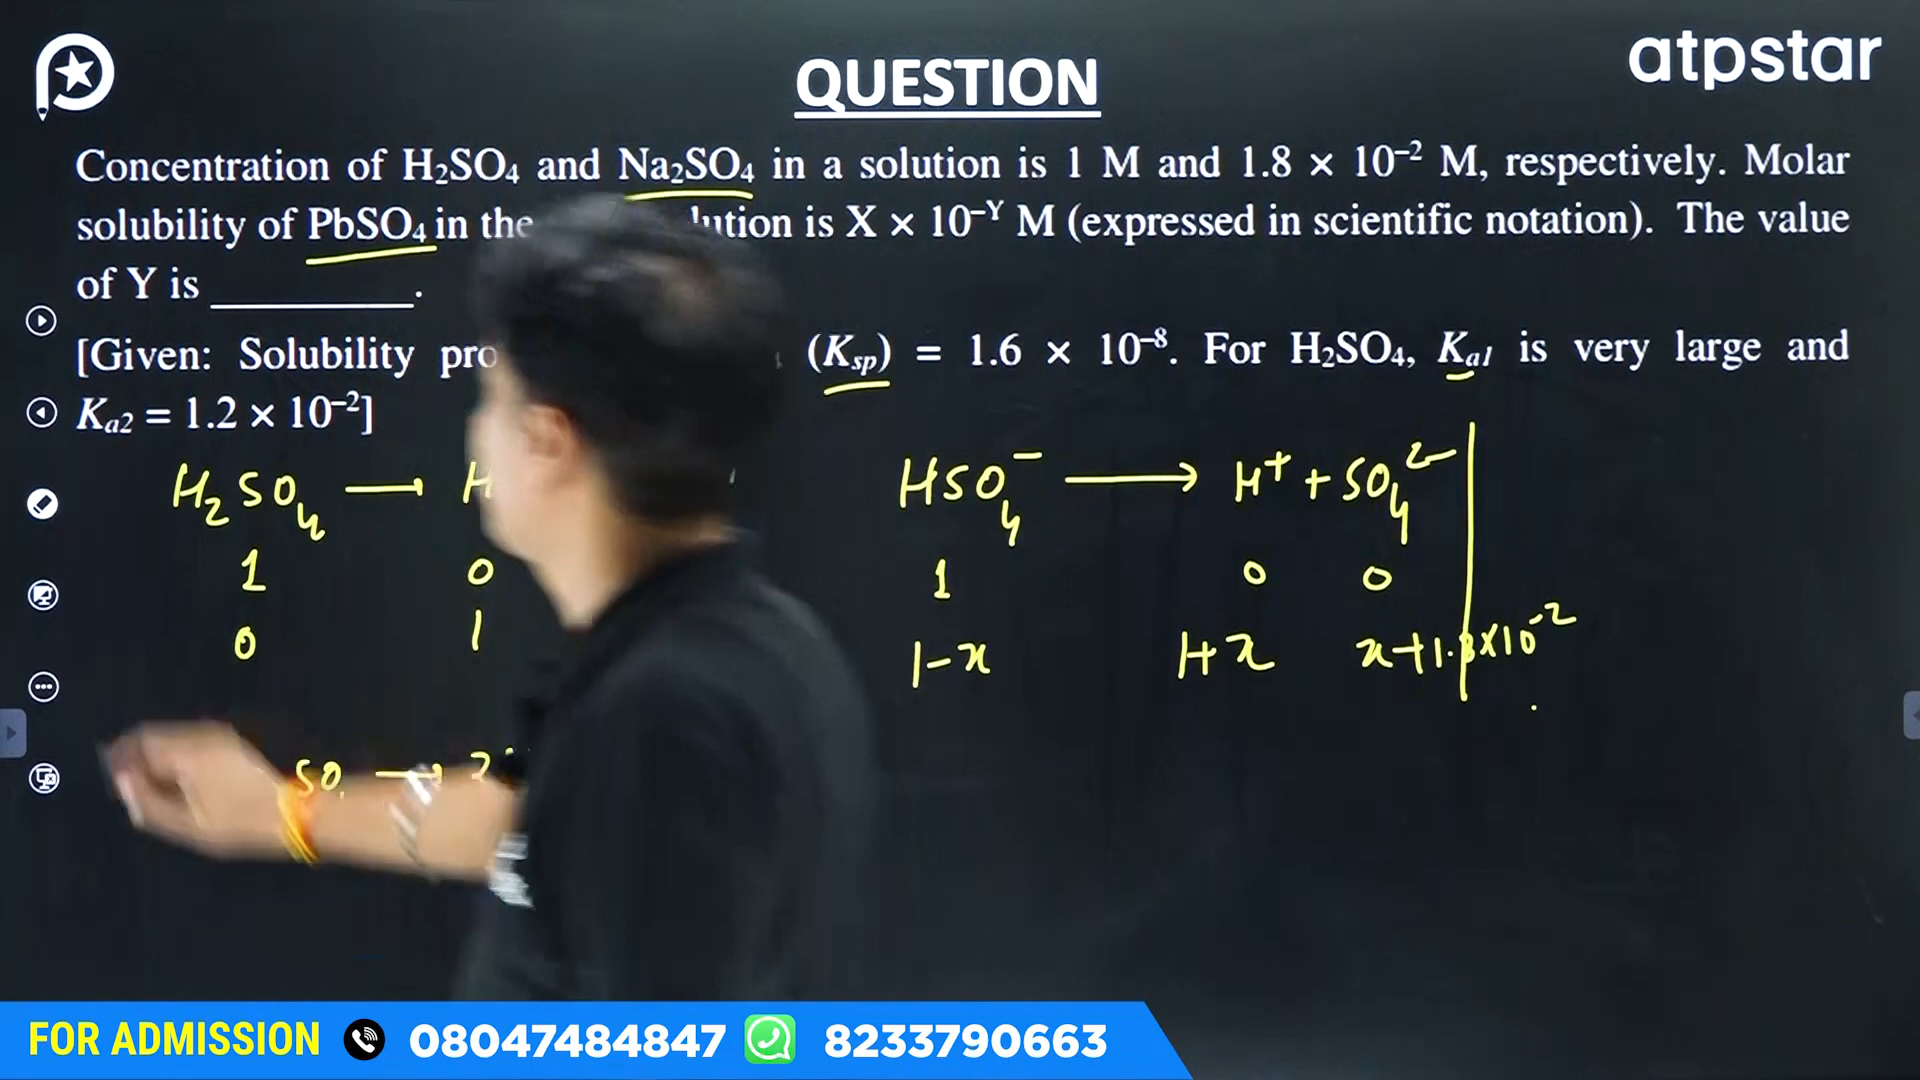 atpstar
QUESTION
Concentration of H₂SO₄ and Na₂SO₄ in a solution is 1 M and 1.8 × 10⁻² M, respectively. Molar
solubility of PbSO₄ in the lution is X × 10⁻ʸ M (expressed in scientific notation). The value
of Y is ________.
[Given: Solubility pro (Ksp) = 1.6 × 10⁻⁸. For H₂SO₄, Ka1 is very large and
Ka2 = 1.2 × 10⁻²]
H₂SO₄ → H HSO₄⁻ → H⁺ + SO₄²⁻
1 0 1 0 0
0 1 1-x 1+x x+1.8×10⁻²
SO → 2
FOR ADMISSION 08047484847 8233790663